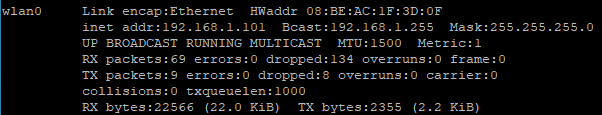 wlan0     Link encap:Ethernet  HWaddr 08:BE:AC:1F:3D:0F
          inet addr:192.168.1.101  Bcast:192.168.1.255  Mask:255.255.255.0
          UP BROADCAST RUNNING MULTICAST  MTU:1500  Metric:1
          RX packets:69 errors:0 dropped:134 overruns:0 frame:0
          TX packets:9 errors:0 dropped:8 overruns:0 carrier:0
          collisions:0 txqueuelen:1000
          RX bytes:22566 (22.0 KiB)  TX bytes:2355 (2.2 KiB)